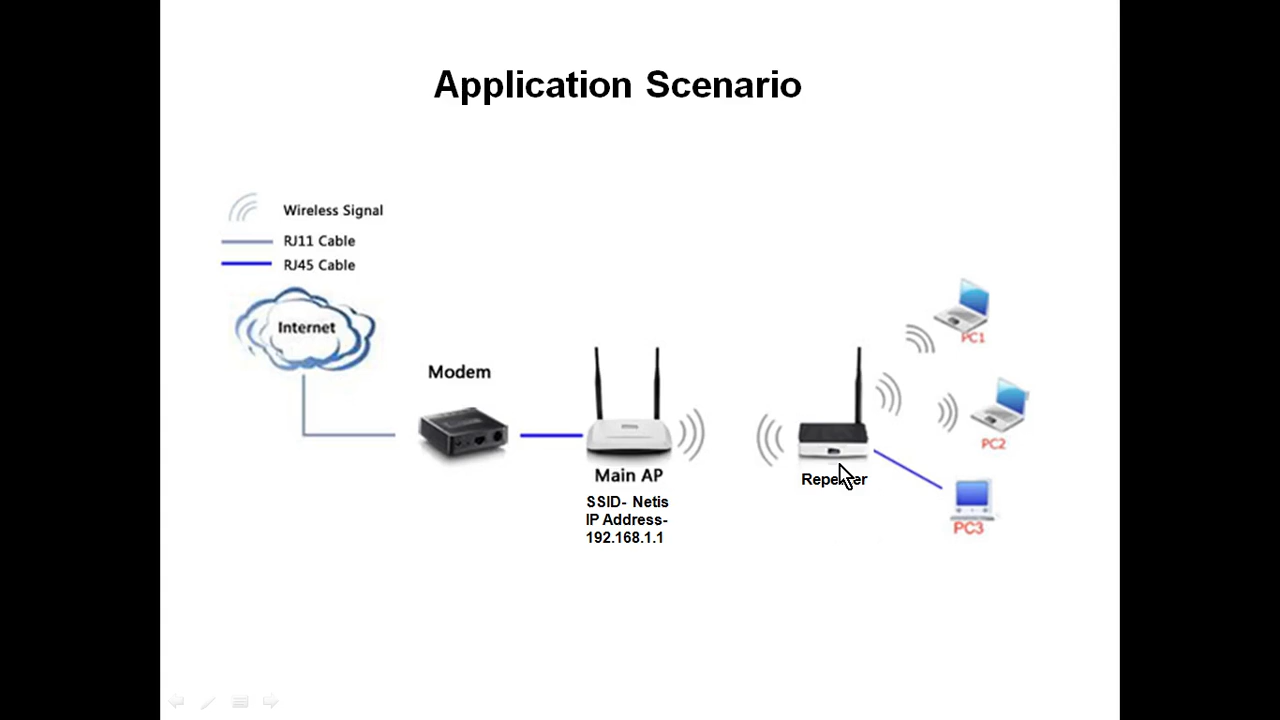 Application Scenario
Wireless Signal
RJ11 Cable
RJ45 Cable
Internet
Modem
Main AP
SSID- Netis
IP Address-
192.168.1.1
PC1
PC2
PC3